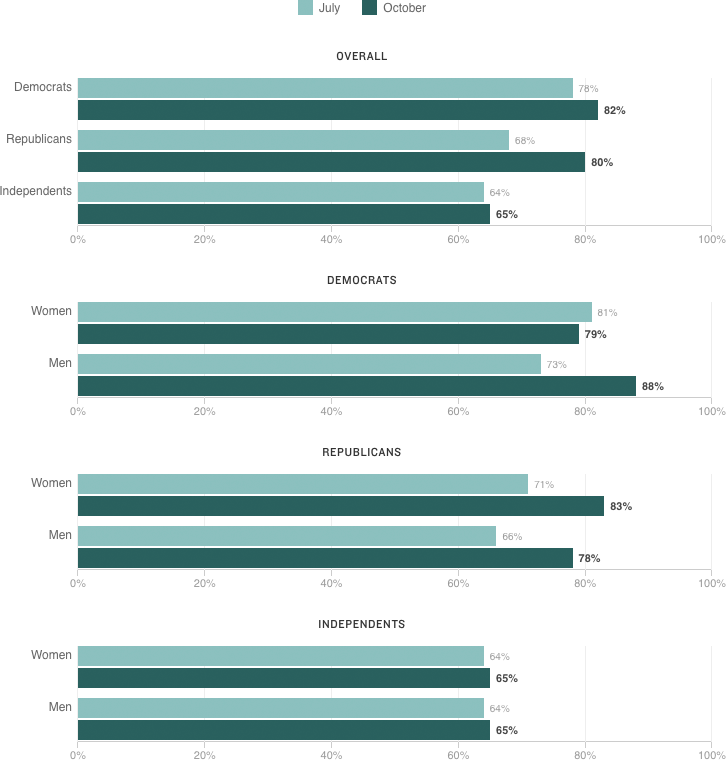 July October
OVERALL
Democrats 78%
82%
Republicans 68%
80%
Independents 64%
65%
0% 20% 40% 60% 80% 100%
DEMOCRATS
Women 81%
79%
Men 73%
88%
0% 20% 40% 60% 80% 100%
REPUBLICANS
Women 71%
83%
Men 66%
78%
0% 20% 40% 60% 80% 100%
INDEPENDENTS
Women 64%
65%
Men 64%
65%
0% 20% 40% 60% 80% 100%